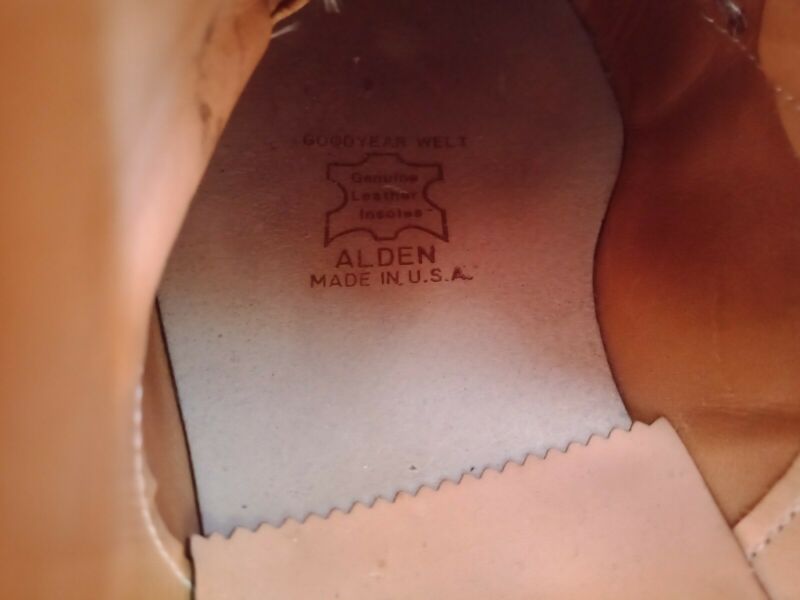 GOODYEAR WELT
Genuine
Leather
Insoles
ALDEN
MADE IN U.S.A.